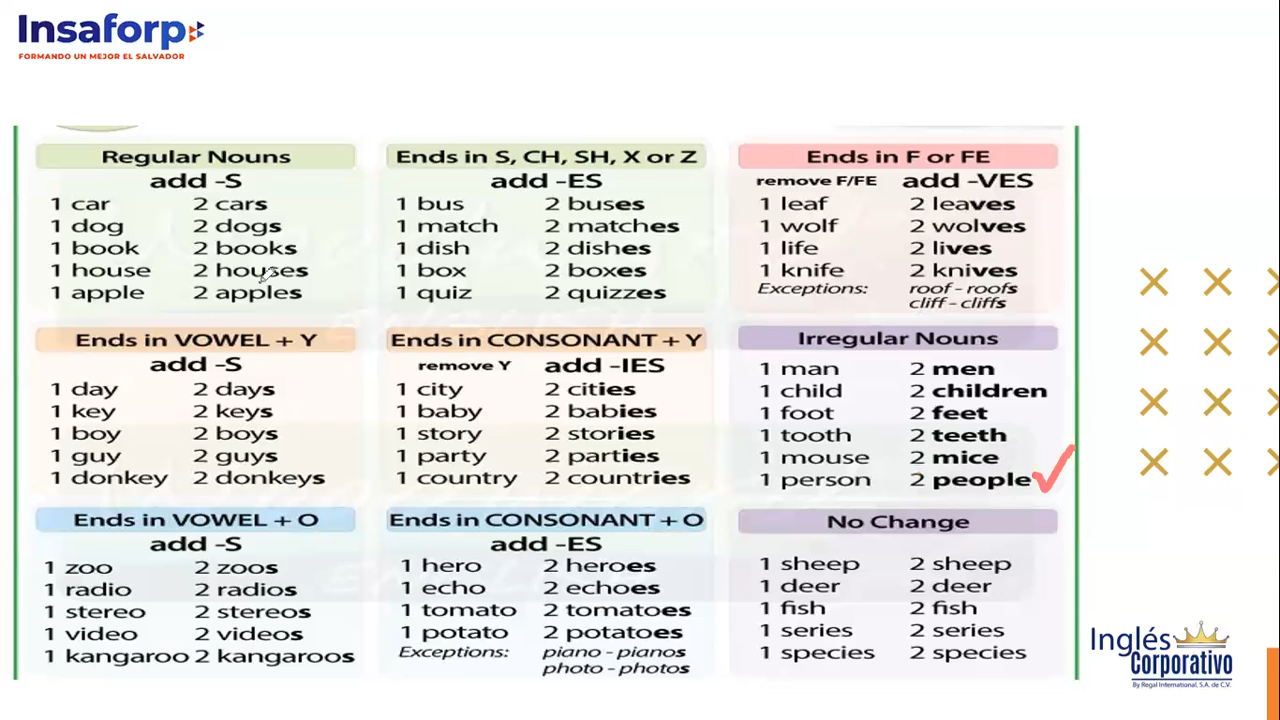 Insaforp
FORMANDO UN MEJOR EL SALVADOR
Regular Nouns
add -S
1 car 2 cars
1 dog 2 dogs
1 book 2 books
1 house 2 houses
1 apple 2 apples
Ends in S, CH, SH, X or Z
add -ES
1 bus 2 buses
1 match 2 matches
1 dish 2 dishes
1 box 2 boxes
1 quiz 2 quizzes
Ends in F or FE
remove F/FE add -VES
1 leaf 2 leaves
1 wolf 2 wolves
1 life 2 lives
1 knife 2 knives
Exceptions: roof - roofs
cliff - cliffs
Ends in VOWEL + Y
add -S
1 day 2 days
1 key 2 keys
1 boy 2 boys
1 guy 2 guys
1 donkey 2 donkeys
Ends in CONSONANT + Y
remove Y add -IES
1 city 2 cities
1 baby 2 babies
1 story 2 stories
1 party 2 parties
1 country 2 countries
Irregular Nouns
1 man 2 men
1 child 2 children
1 foot 2 feet
1 tooth 2 teeth
1 mouse 2 mice
1 person 2 people
Ends in VOWEL + O
add -S
1 zoo 2 zoos
1 radio 2 radios
1 stereo 2 stereos
1 video 2 videos
1 kangaroo 2 kangaroos
Ends in CONSONANT + O
add -ES
1 hero 2 heroes
1 echo 2 echoes
1 tomato 2 tomatoes
1 potato 2 potatoes
Exceptions: piano - pianos
photo - photos
No Change
1 sheep 2 sheep
1 deer 2 deer
1 fish 2 fish
1 series 2 series
1 species 2 species
Inglés
Corporativo
By Regal International, S.A. de C.V.